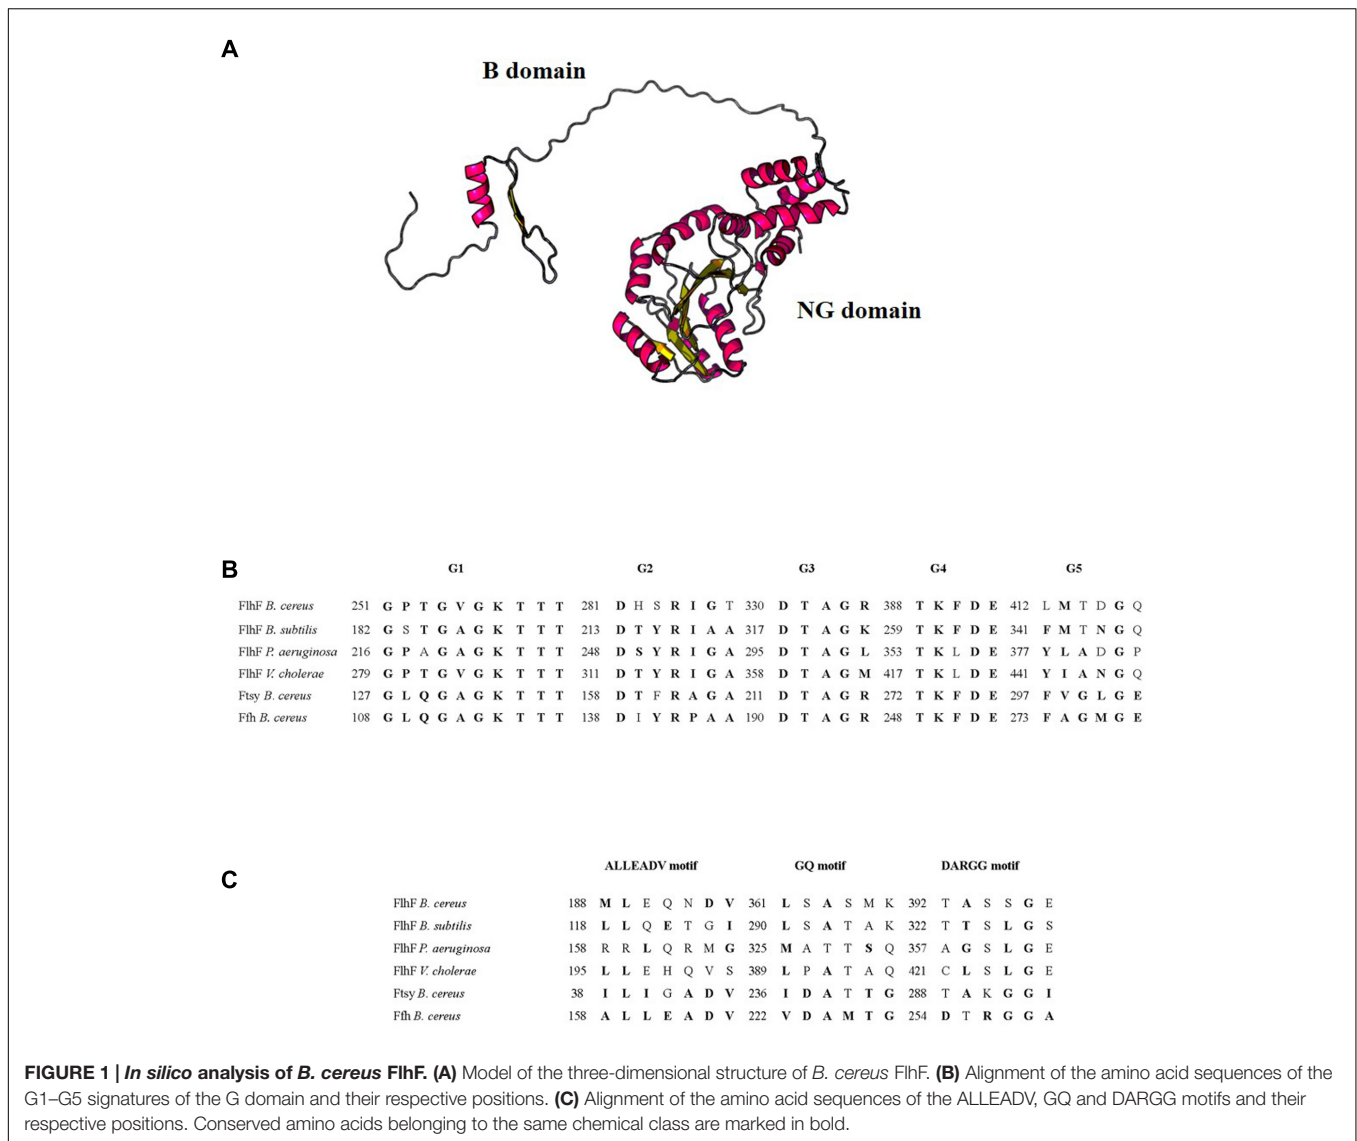 A
B domain
NG domain
B
G1 G2 G3 G4 G5
FlhF B. cereus 251 G P T G V G K T T T 281 D H S R I G T 330 D T A G R 388 T K F D E 412 L M T D G Q
FlhF B. subtilis 182 G S T G A G K T T T 213 D T Y R I A A 317 D T A G K 259 T K F D E 341 F M T N G Q
FlhF P. aeruginosa 216 G P A G A G K T T T 248 D S Y R I G A 295 D T A G L 353 T K L D E 377 Y L A D G P
FlhF V. cholerae 279 G P T G V G K T T T 311 D T Y R I G A 358 D T A G M 417 T K L D E 441 Y I A N G Q
Ftsy B. cereus 127 G L Q G A G K T T T 158 D T F R A G A 211 D T A G R 272 T K F D E 297 F V G L G E
Ffh B. cereus 108 G L Q G A G K T T T 138 D I Y R P A A 190 D T A G R 248 T K F D E 273 F A G M G E
C
ALLEADV motif GQ motif DARGG motif
FlhF B. cereus 188 M L E Q N D V 361 L S A S M K 392 T A S S G E
FlhF B. subtilis 118 L L Q E T G I 290 L S A T A K 322 T T S L G S
FlhF P. aeruginosa 158 R R L Q R M G 325 M A T T S Q 357 A G S L G E
FlhF V. cholerae 195 L L E H Q V S 389 L P A T A Q 421 C L S L G E
Ftsy B. cereus 38 I L I G A D V 236 I D A T T G 288 T A K G G I
Ffh B. cereus 158 A L L E A D V 222 V D A M T G 254 D T R G G A
FIGURE 1 | In silico analysis of B. cereus FlhF. (A) Model of the three-dimensional structure of B. cereus FlhF. (B) Alignment of the amino acid sequences of the
G1–G5 signatures of the G domain and their respective positions. (C) Alignment of the amino acid sequences of the ALLEADV, GQ and DARGG motifs and their
respective positions. Conserved amino acids belonging to the same chemical class are marked in bold.